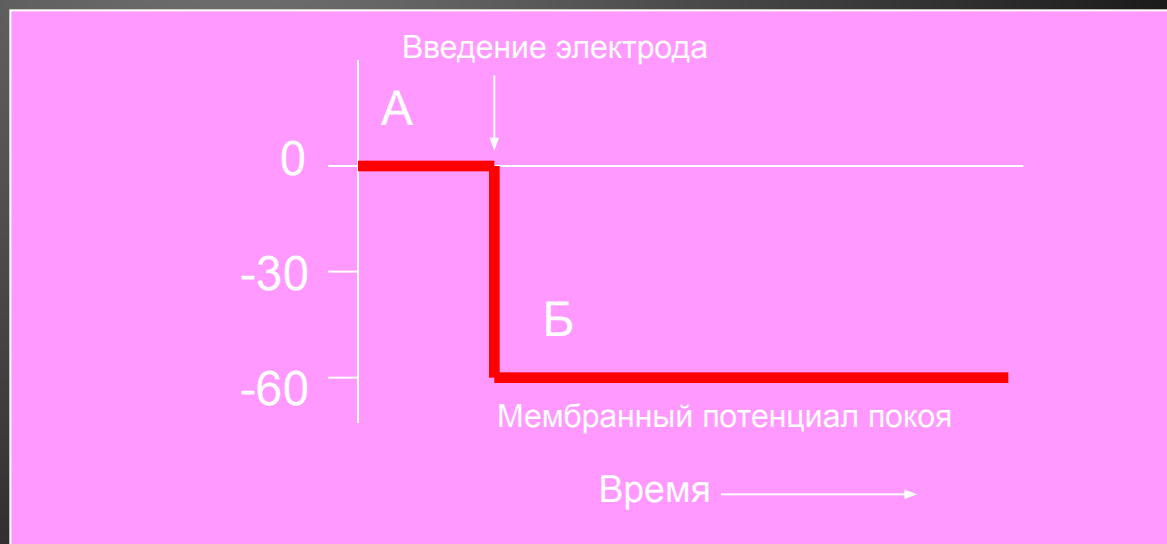 Введение электрода
А
0
-30
Б
-60
Мембранный потенциал покоя
Время